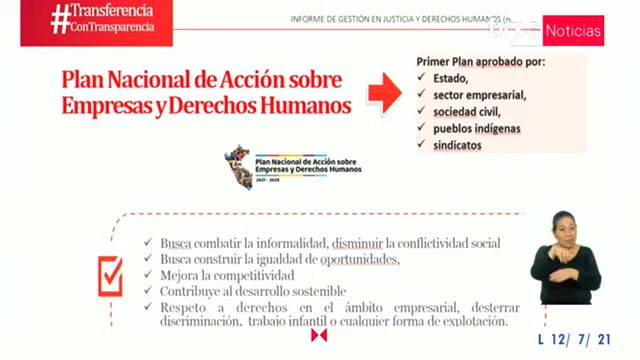 #Transferencia
ConTransparencia
INFORME DE GESTIÓN EN JUSTICIA Y DERECHOS HUMANOS
Noticias
Plan Nacional de Acción sobre
Empresas y Derechos Humanos
Primer Plan aprobado por:
✓ Estado,
✓ sector empresarial,
✓ sociedad civil,
✓ pueblos indígenas
✓ sindicatos
Plan Nacional de Acción sobre
Empresas y Derechos Humanos
2021 - 2025
✓ Busca combatir la informalidad, disminuir la conflictividad social
✓ Busca construir la igualdad de oportunidades,
✓ Mejora la competitividad
✓ Contribuye al desarrollo sostenible
✓ Respeto a derechos en el ámbito empresarial, desterrar
discriminación, trabajo infantil o cualquier forma de explotación.
L 12/ 7/ 21